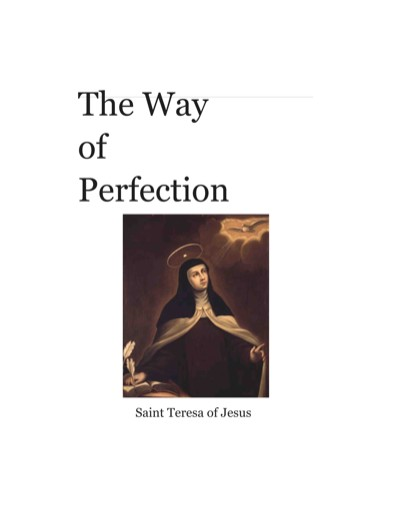 The Way
of
Perfection
Saint Teresa of Jesus